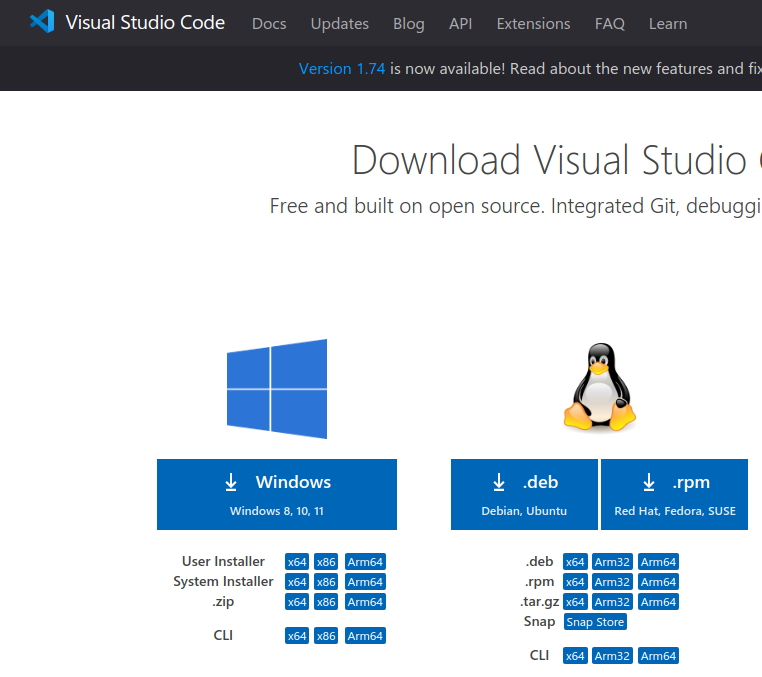 Visual Studio Code Docs Updates Blog API Extensions FAQ Learn
Version 1.74 is now available! Read about the new features and fix
Download Visual Studio
Free and built on open source. Integrated Git, debuggi
Windows
Windows 8, 10, 11
.deb
Debian, Ubuntu
.rpm
Red Hat, Fedora, SUSE
User Installer x64 x86 Arm64
System Installer x64 x86 Arm64
.zip x64 x86 Arm64
CLI x64 x86 Arm64
.deb x64 Arm32 Arm64
.rpm x64 Arm32 Arm64
.tar.gz x64 Arm32 Arm64
Snap Snap Store
CLI x64 Arm32 Arm64